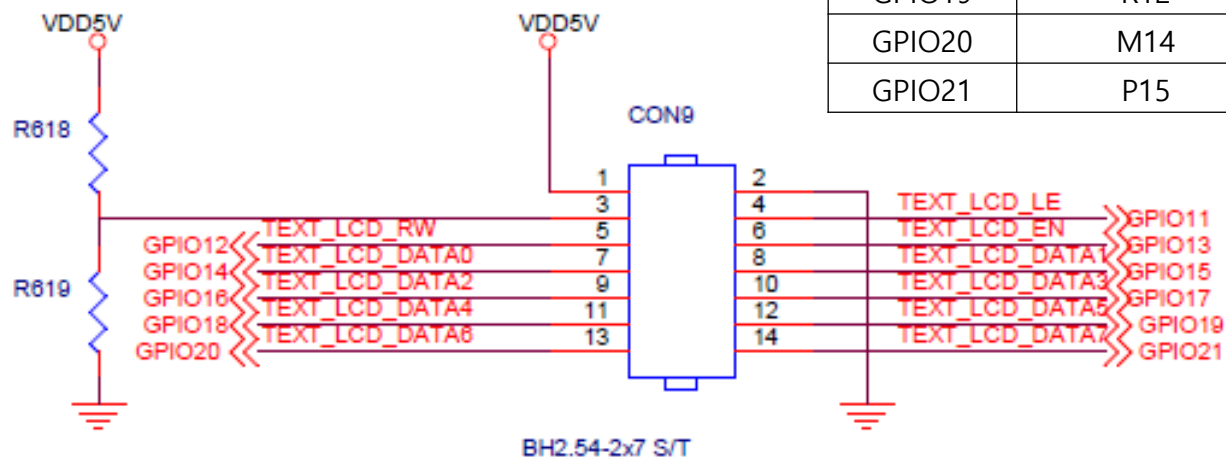 GPIO19 R12
GPIO20 M14
GPIO21 P15
VDD5V
VDD5V
R618
R619
CON9
1 2
3 4 TEXT_LCD_LE GPIO11
GPIO12 TEXT_LCD_RW 5 6 TEXT_LCD_EN GPIO13
GPIO14 TEXT_LCD_DATA0 7 8 TEXT_LCD_DATA1 GPIO15
GPIO16 TEXT_LCD_DATA2 9 10 TEXT_LCD_DATA3 GPIO17
GPIO18 TEXT_LCD_DATA4 11 12 TEXT_LCD_DATA5 GPIO19
GPIO20 TEXT_LCD_DATA6 13 14 TEXT_LCD_DATA7 GPIO21
BH2.54-2x7 S/T